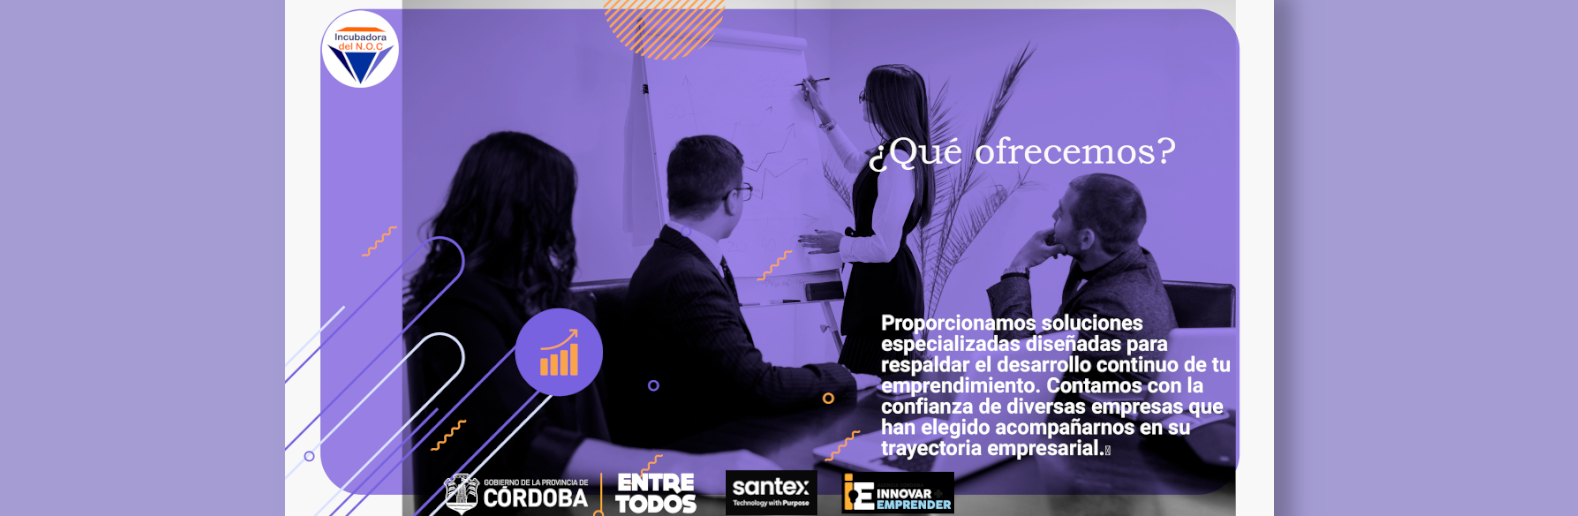 Incubadora
del N.O.C
¿Qué ofrecemos?
Proporcionamos soluciones
especializadas diseñadas para
respaldar el desarrollo continuo de tu
emprendimiento. Contamos con la
confianza de diversas empresas que
han elegido acompañarnos en su
trayectoria empresarial.
GOBIERNO DE LA PROVINCIA DE
CÓRDOBA
ENTRE
TODOS
santex
Technology with Purpose
iE INNOVAR
EMPRENDER